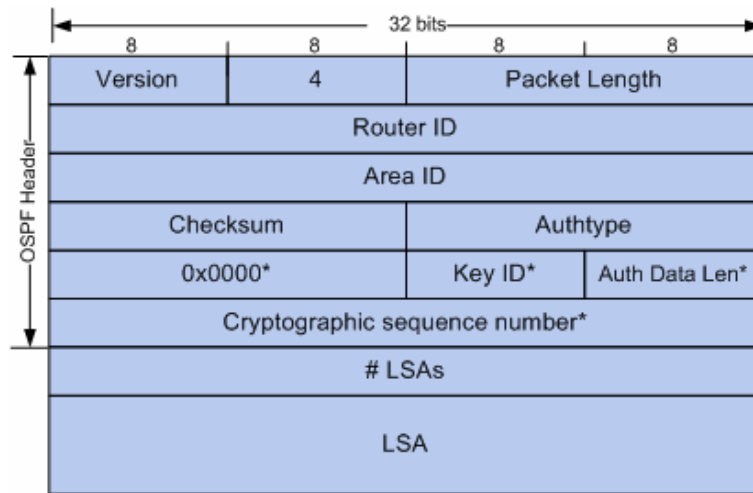 32 bits
8 8 8 8
Version 4 Packet Length
Router ID
Area ID
Checksum Authtype
0x0000* Key ID* Auth Data Len*
Cryptographic sequence number*
# LSAs
LSA
OSPF Header